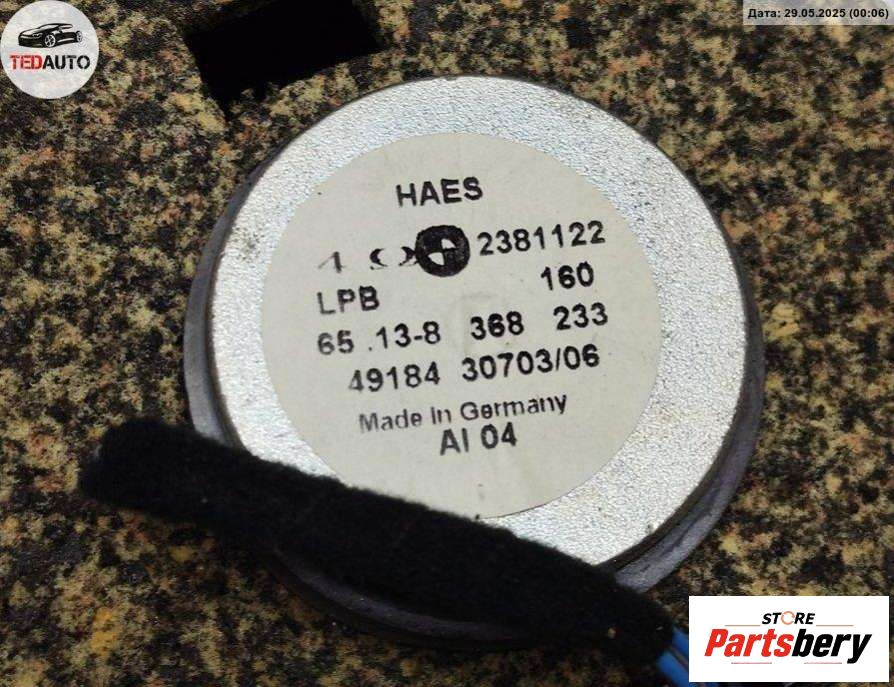 Дата: 29.05.2025 (00:06)
TEDAUTO
HAES
2381122
LPB 160
65 .13-8 368 233
49184 30703/06
Made in Germany
AI 04
STORE
Partsbery